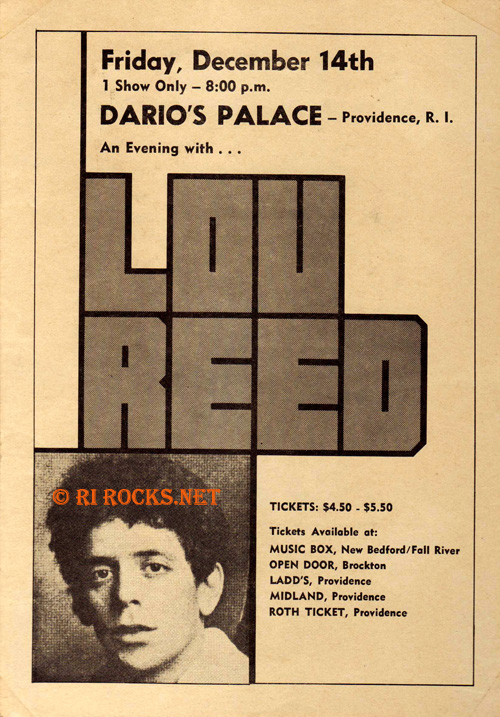 Friday, December 14th
1 Show Only – 8:00 p.m.
DARIO'S PALACE – Providence, R. I.
An Evening with . . .
LOU
REED
© RI ROCKS.NET
TICKETS: $4.50 - $5.50
Tickets Available at:
MUSIC BOX, New Bedford/Fall River
OPEN DOOR, Brockton
LADD'S, Providence
MIDLAND, Providence
ROTH TICKET, Providence